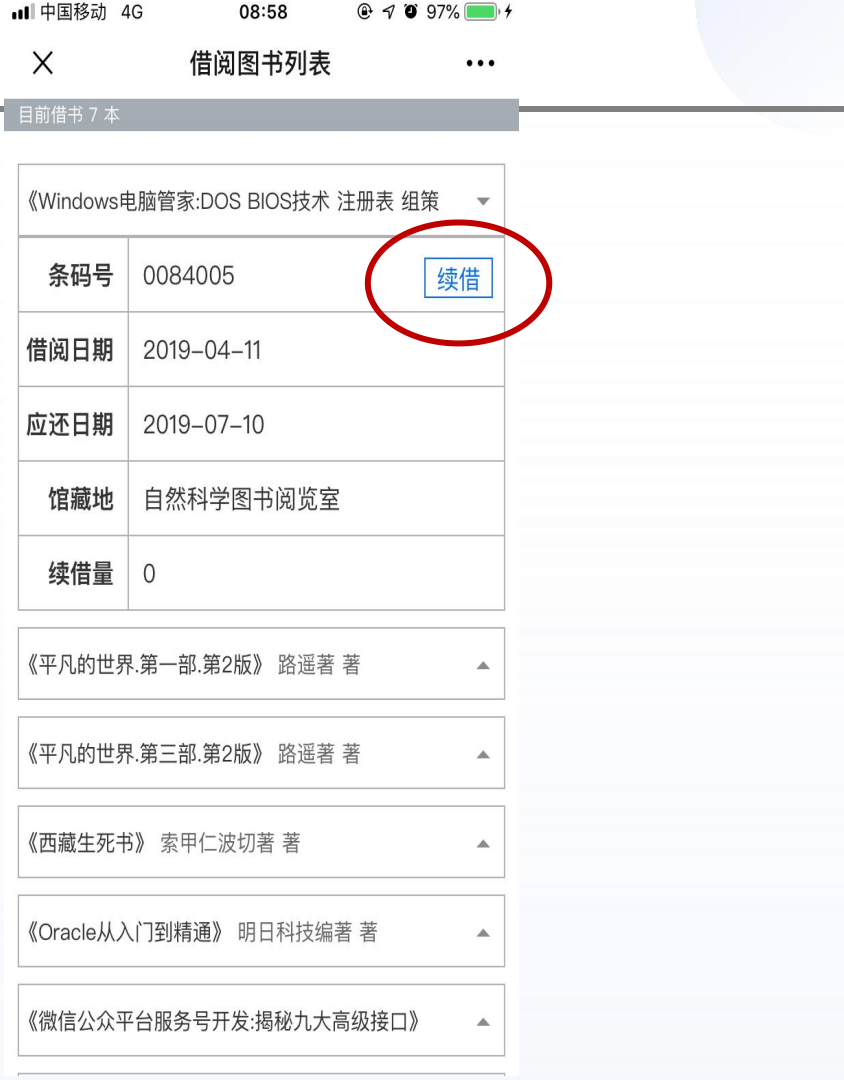 中国移动 4G 08:58 97%
借阅图书列表
目前借书 7 本
《Windows电脑管家:DOS BIOS技术 注册表 组策
条码号 0084005 续借
借阅日期 2019-04-11
应还日期 2019-07-10
馆藏地 自然科学图书阅览室
续借量 0
《平凡的世界.第一部.第2版》 路遥著 著
《平凡的世界.第三部.第2版》 路遥著 著
《西藏生死书》 索甲仁波切著 著
《Oracle从入门到精通》 明日科技编著 著
《微信公众平台服务号开发:揭秘九大高级接口》